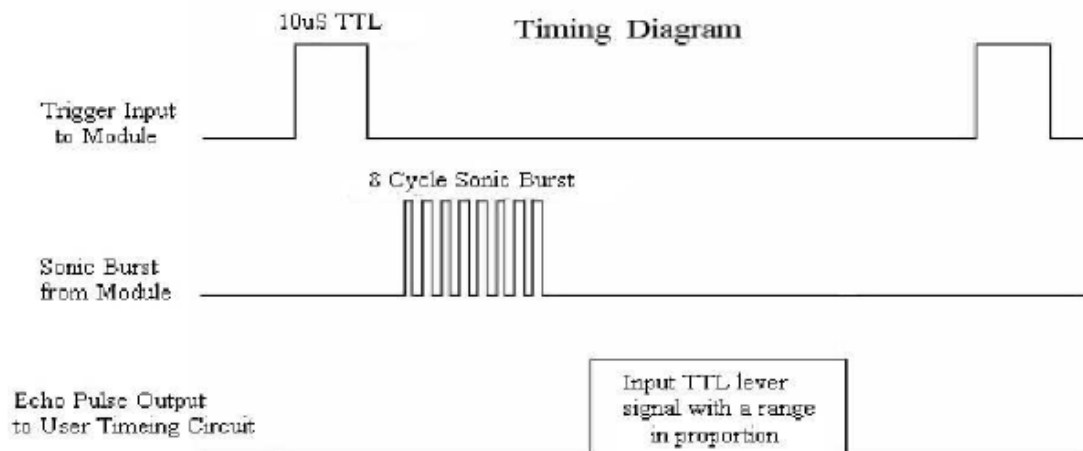 10uS TTL
Timing Diagram
Trigger Input
to Module
8 Cycle Sonic Burst
Sonic Burst
from Module
Echo Pulse Output
to User Timeing Circuit
Input TTL lever
signal with a range
in proportion